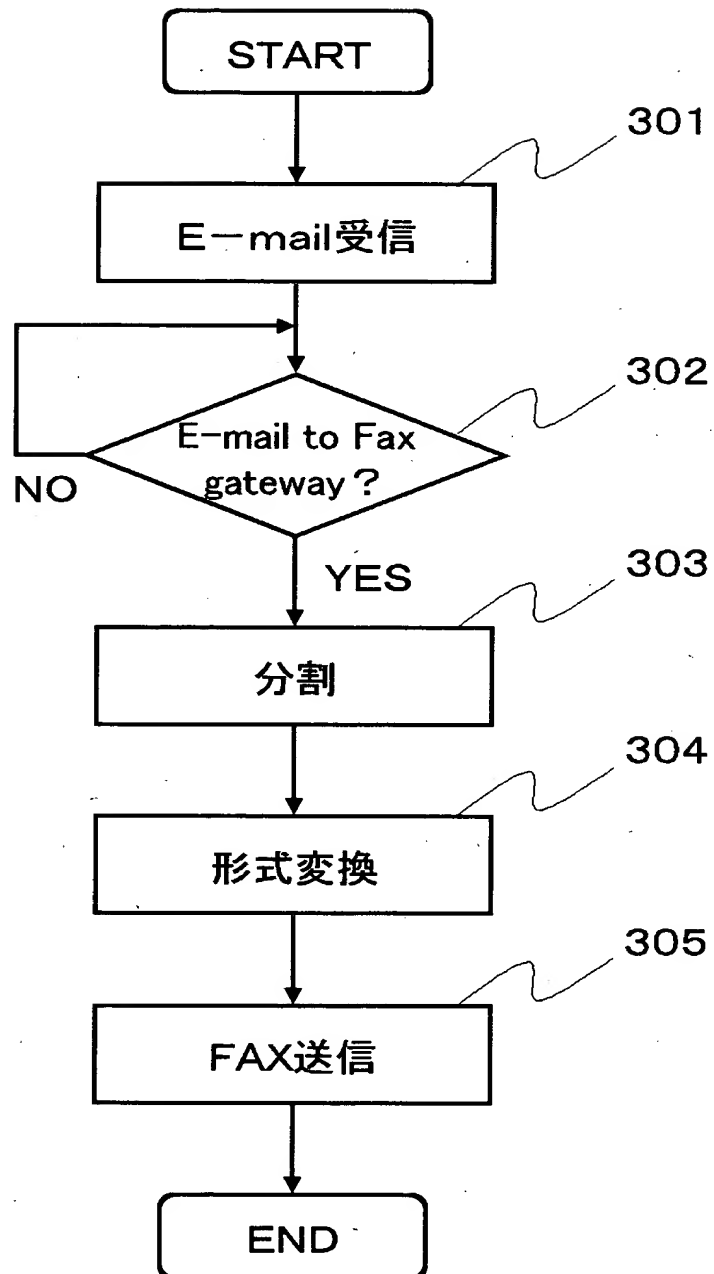 START
301
E-mail受信
302
E-mail to Fax
gateway?
NO
YES
303
分割
304
形式変換
305
FAX送信
END